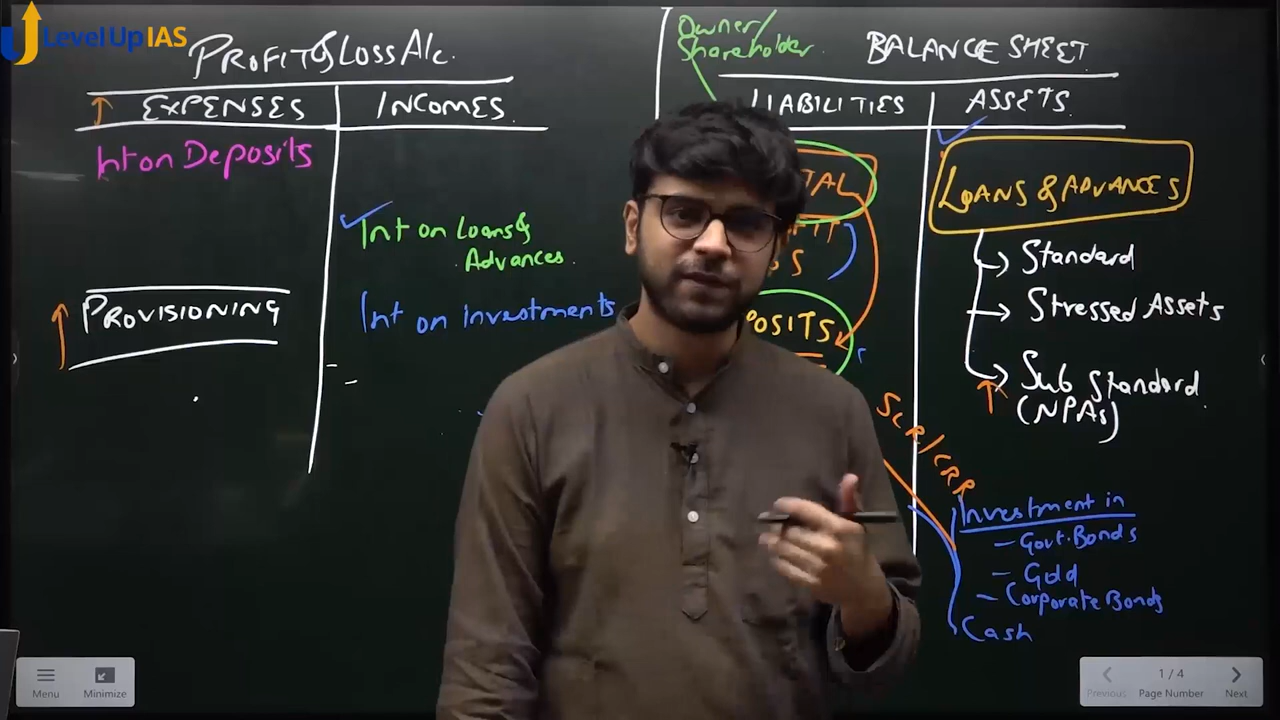 LevelUp IAS
PROFIT & LOSS A/c.
EXPENSES
INCOMES
Int on Deposits
Int on Loans &
Advances
PROVISIONING
Int on Investments
Owner/
Shareholder
BALANCE SHEET
LIABILITIES
ASSETS
LOANS & ADVANCES
Standard
Stressed Assets
Sub Standard
(NPAs)
SLR/CRR
Investment in
- Govt. Bonds
- Gold
- Corporate Bonds
Cash
Menu
Minimize
1 / 4
Previous
Page Number
Next